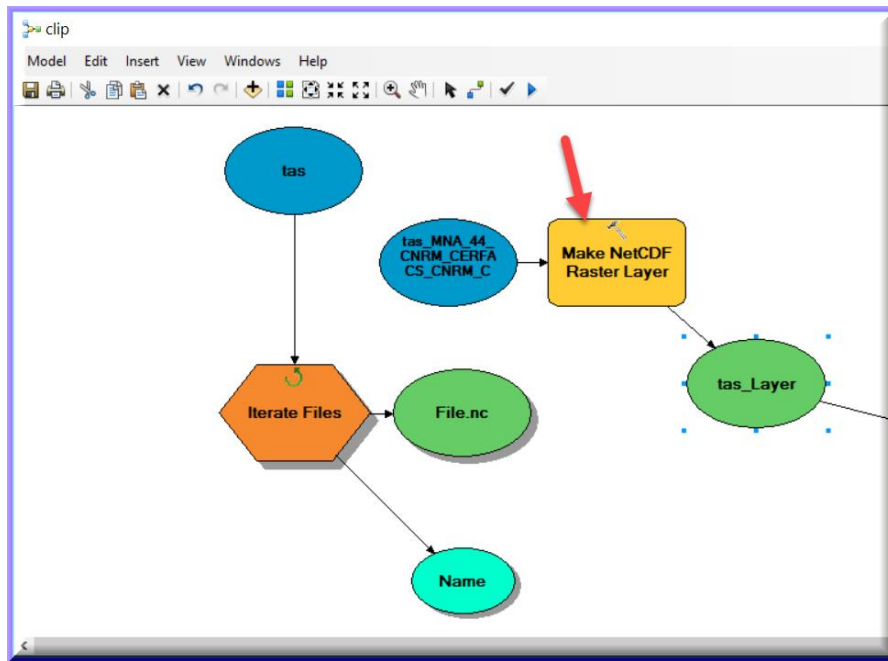 clip
Model Edit Insert View Windows Help
tas
tas_MNA_44_
CNRM_CERFA
CS_CNRM_C
Make NetCDF
Raster Layer
tas_Layer
Iterate Files
File.nc
Name